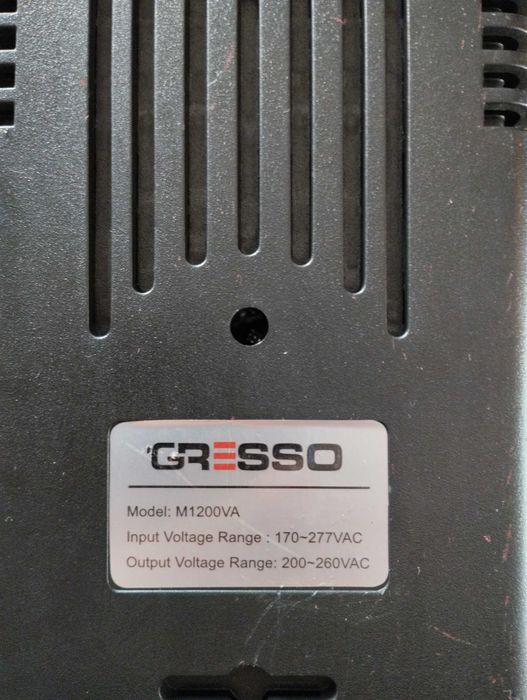 GRESSO
Model: M1200VA
Input Voltage Range : 170~277VAC
Output Voltage Range: 200~260VAC